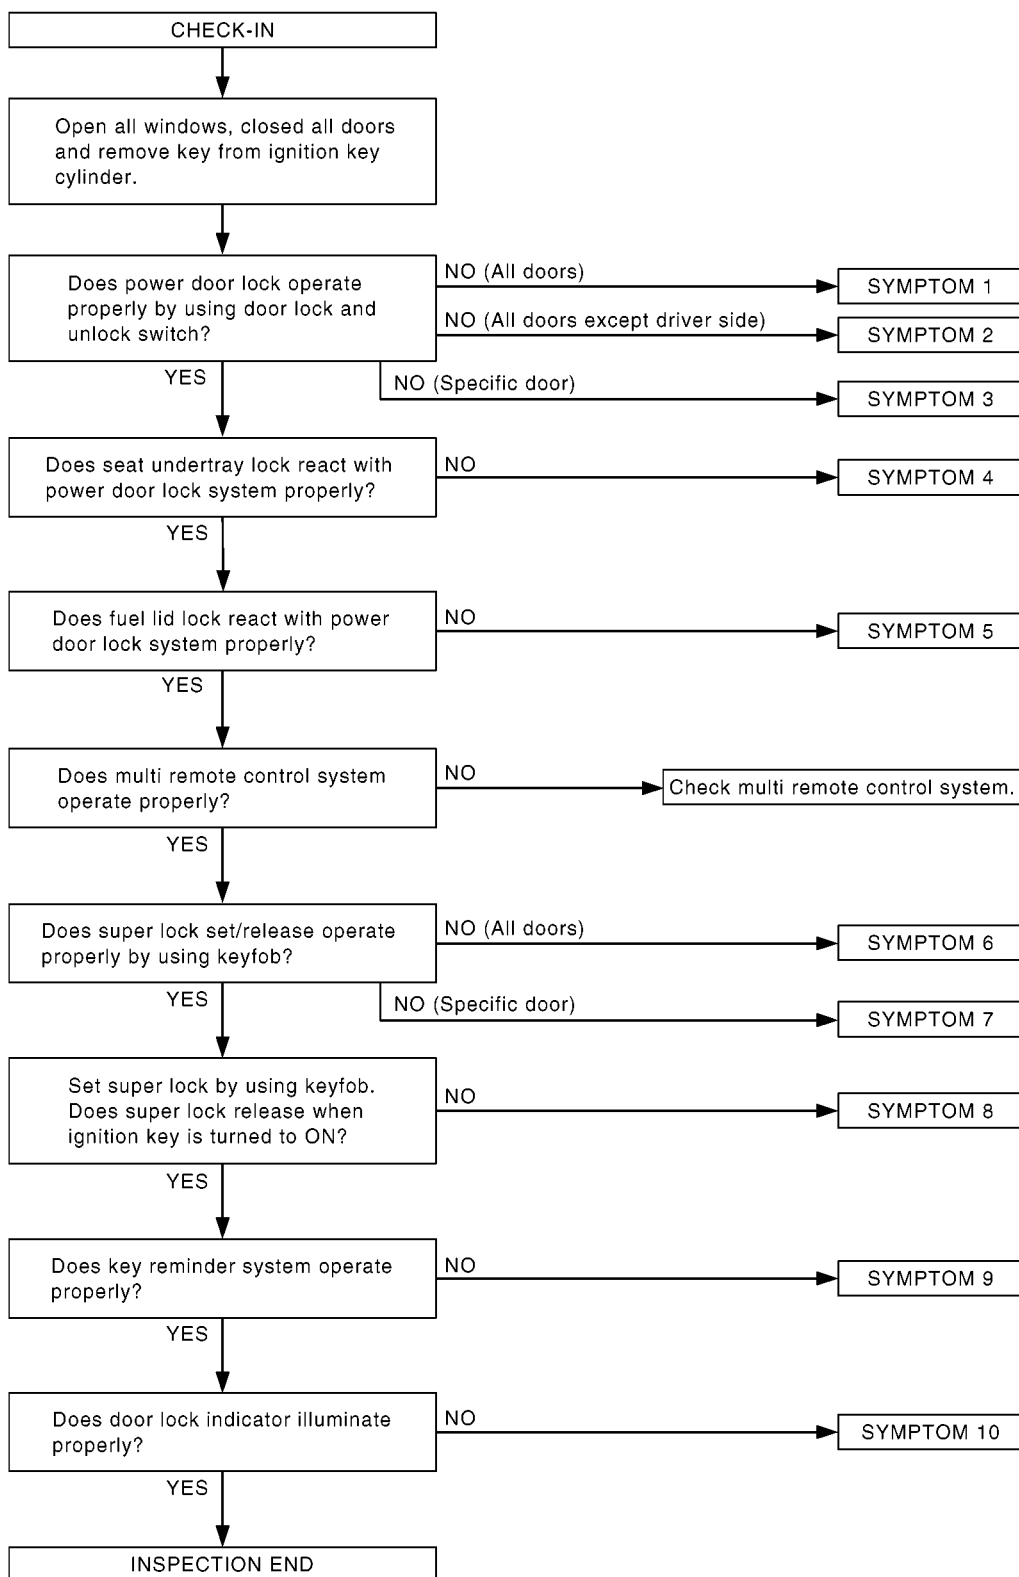 CHECK-IN
Open all windows, closed all doors
and remove key from ignition key
cylinder.
Does power door lock operate
properly by using door lock and
unlock switch?
NO (All doors)
SYMPTOM 1
NO (All doors except driver side)
SYMPTOM 2
YES
NO (Specific door)
SYMPTOM 3
Does seat undertray lock react with
power door lock system properly?
NO
SYMPTOM 4
YES
Does fuel lid lock react with power
door lock system properly?
NO
SYMPTOM 5
YES
Does multi remote control system
operate properly?
NO
Check multi remote control system.
YES
Does super lock set/release operate
properly by using keyfob?
NO (All doors)
SYMPTOM 6
YES
NO (Specific door)
SYMPTOM 7
Set super lock by using keyfob.
Does super lock release when
ignition key is turned to ON?
NO
SYMPTOM 8
YES
Does key reminder system operate
properly?
NO
SYMPTOM 9
YES
Does door lock indicator illuminate
properly?
NO
SYMPTOM 10
YES
INSPECTION END